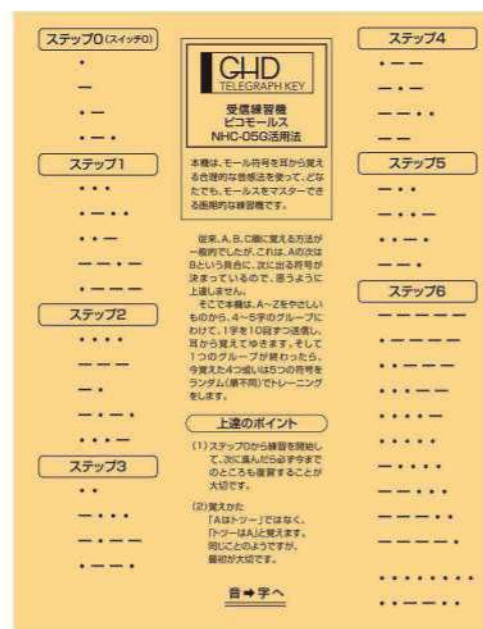 ステップ0(スイッチ0)
・
ー
・ー
・ー・
ステップ1
・・・
・ー・・
・・ー
ーー・ー
・ーーー
ステップ2
・・・・
ーーー
ー・
ー・ー・
・・・ー
ステップ3
・・
ー・・・
ー・ーー
・ーー・
GHD
TELEGRAPH KEY
受信練習機
ピコモールス
NHC-05G活用法
本機は、モールス符号を耳から覚え
る合理的な音感法を使って、どな
たでも、モールスをマスターでき
る画期的な練習機です。
従来、A、B、C順に覚える方法が
一般的でしたが、これは、Aの次は
Bという具合に、次に出る符号が
決まっているので、思うように
上達しません。
そこで本機は、A〜Zをやさしい
ものから、4〜5字のグループに
わけて、1字を10回ずつ送信し、
耳から覚えてゆきます。そして
1つのグループが終わったら、
今覚えた4つ或いは5つの符号を
ランダム(順不同)でトレーニング
をします。
上達のポイント
(1)ステップ0から練習を開始し
て、次に進んだら必ず今まで
のところも復習することが
大切です。
(2)覚えかた
「Aはトツー」ではなく、
「トツーはA」と覚えます。
同じことのようですが、
最初が大切です。
音➡字へ
ステップ4
・ーー
ー・ー
ーー・・
ーー
ステップ5
ー・・
ー・・ー
・・ー・
ーー・
ステップ6
ーーーーー
・ーーーー
・・ーーー
・・・ーー
・・・・ー
・・・・・
ー・・・・
ーー・・・
ーーー・・
ーーーー・
・・・・・・・・
・・ーー・・